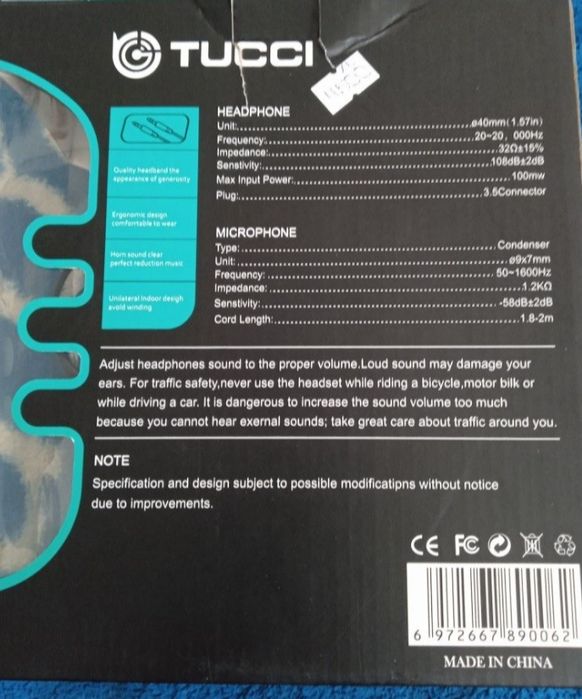 TUCCI
HEADPHONE
Unit:..........ø40mm(1.57in)
Frequency:..........20~20, 000Hz
Impedance:..........32Ω±15%
Senstivity:..........108dB±2dB
Max Input Power:..........100mw
Plug:..........3.5Connector
Quality headband the
appearance of generosity
Ergonomic design
comfortable to wear
Horn sound clear
perfect reduction music
Unilateral indoor desigh
avoid winding
MICROPHONE
Type:..........Condenser
Unit:..........ø9x7mm
Frequency:..........50~1600Hz
Impedance:..........1.2KΩ
Senstivity:..........-58dB±2dB
Cord Length:..........1.8-2m
Adjust headphones sound to the proper volume.Loud sound may damage your
ears. For traffic safety,never use the headset while riding a bicycle,motor bilk or
while driving a car. It is dangerous to increase the sound volume too much
because you cannot hear exernal sounds; take great care about traffic around you.
NOTE
Specification and design subject to possible modificatipns without notice
due to improvements.
CE FC
6 972667 890062
MADE IN CHINA